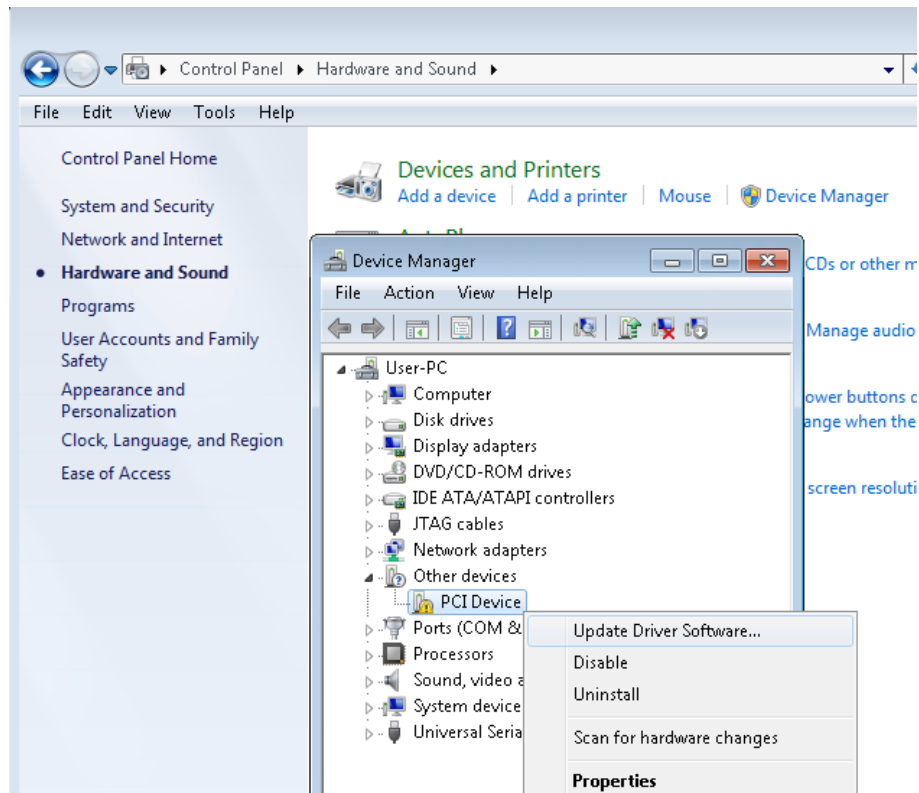 Control Panel Hardware and Sound
File Edit View Tools Help
Control Panel Home
System and Security
Network and Internet
Hardware and Sound
Programs
User Accounts and Family
Safety
Appearance and
Personalization
Clock, Language, and Region
Ease of Access
Devices and Printers
Add a device Add a printer Mouse Device Manager
CDs or other
Manage audio
ower buttons
ange when the
screen resoluti
Device Manager
File Action View Help
User-PC
Computer
Disk drives
Display adapters
DVD/CD-ROM drives
IDE ATA/ATAPI controllers
JTAG cables
Network adapters
Other devices
PCI Device
Ports (COM &
Processors
Sound, video
System device
Universal Seria
Update Driver Software...
Disable
Uninstall
Scan for hardware changes
Properties